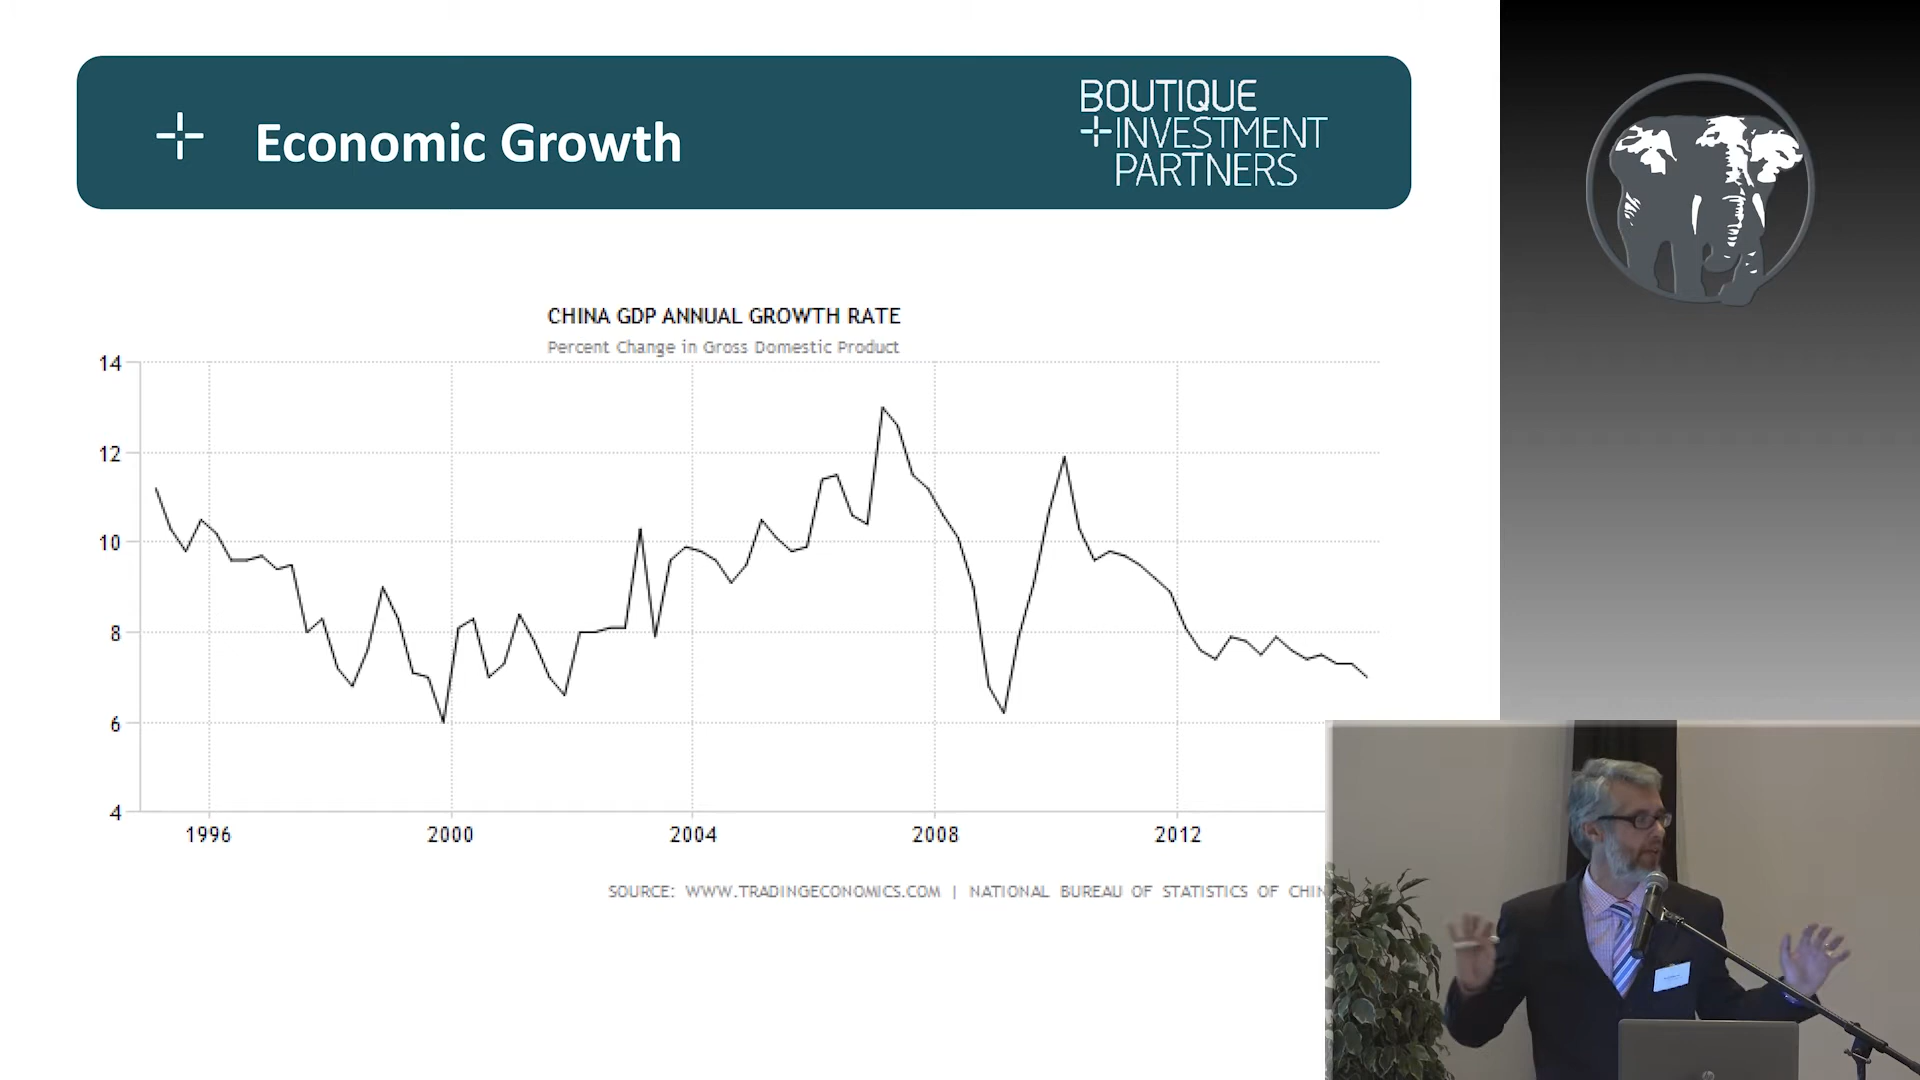 Economic Growth
BOUTIQUE
INVESTMENT
PARTNERS
CHINA GDP ANNUAL GROWTH RATE
Percent Change in Gross Domestic Product
14
12
10
8
6
4
1996 2000 2004 2008 2012
SOURCE: WWW.TRADINGECONOMICS.COM | NATIONAL BUREAU OF STATISTICS OF CHIN
hp